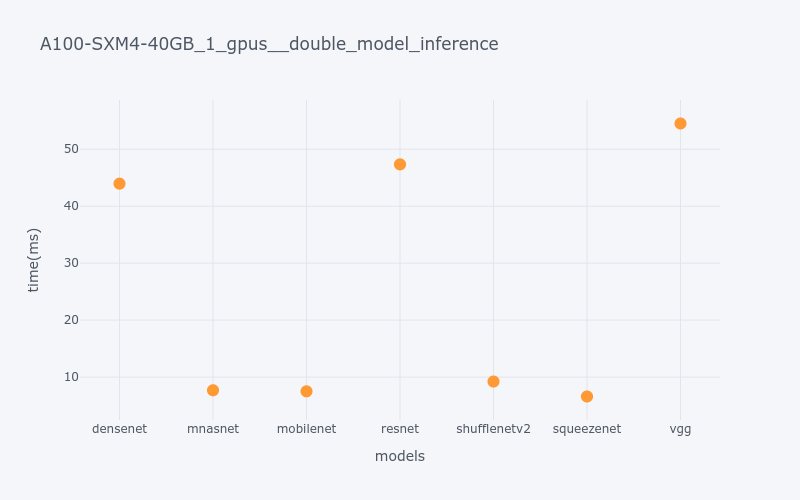 A100-SXM4-40GB_1_gpus__double_model_inference
time(ms)
50
40
30
20
10
densenet mnasnet mobilenet resnet shufflenetv2 squeezenet vgg
models